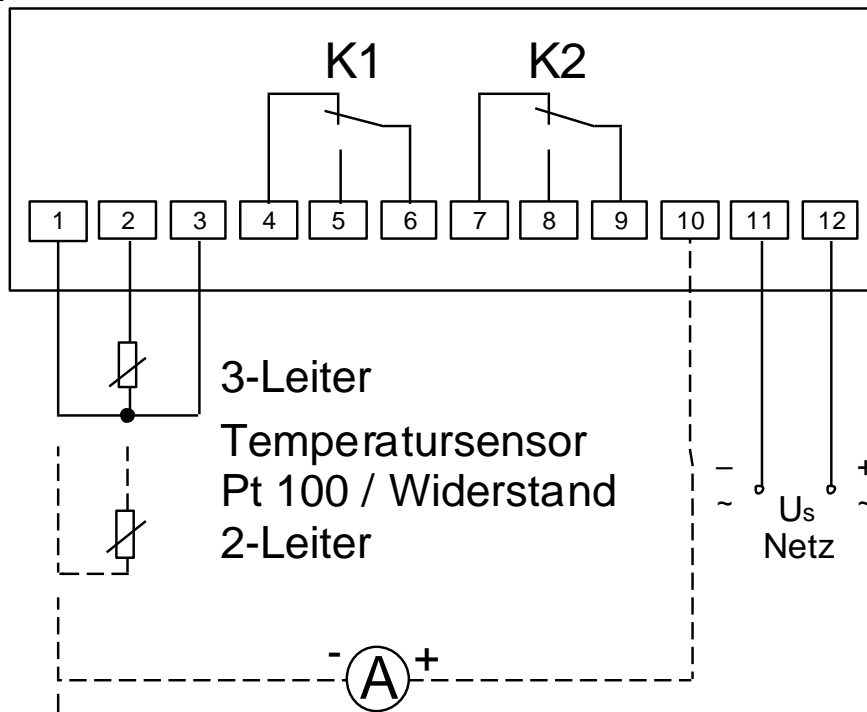 K1 K2
1 2 3 4 5 6 7 8 9 10 11 12
3-Leiter
Temperatursensor
Pt 100 / Widerstand
2-Leiter
– +
~ Us ~
Netz
- A +